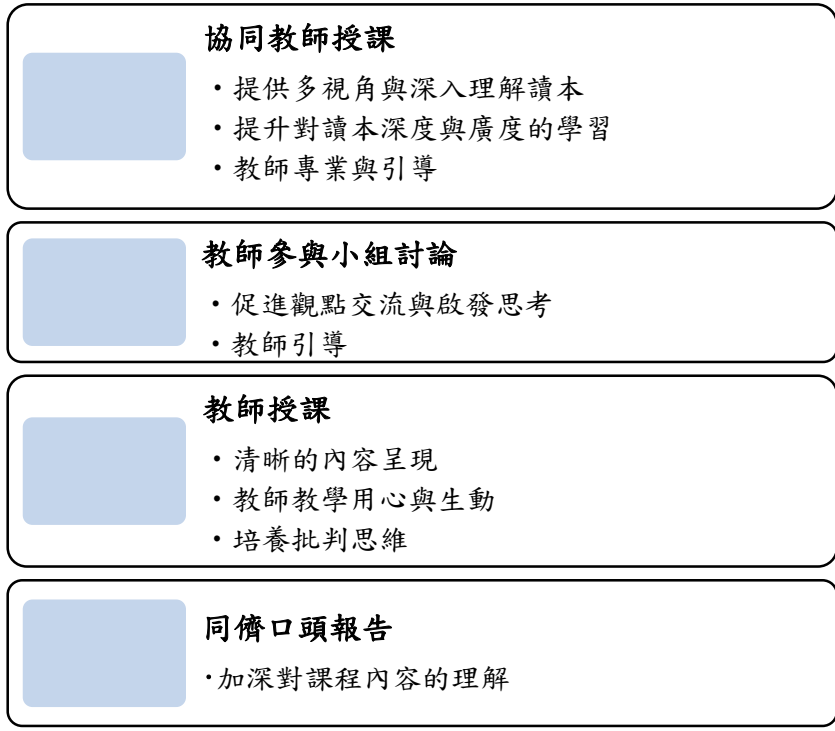 協同教師授課
・提供多視角與深入理解讀本
・提升對讀本深度與廣度的學習
・教師專業與引導
教師參與小組討論
・促進觀點交流與啟發思考
・教師引導
教師授課
・清晰的內容呈現
・教師教學用心與生動
・培養批判思維
同儕口頭報告
・加深對課程內容的理解